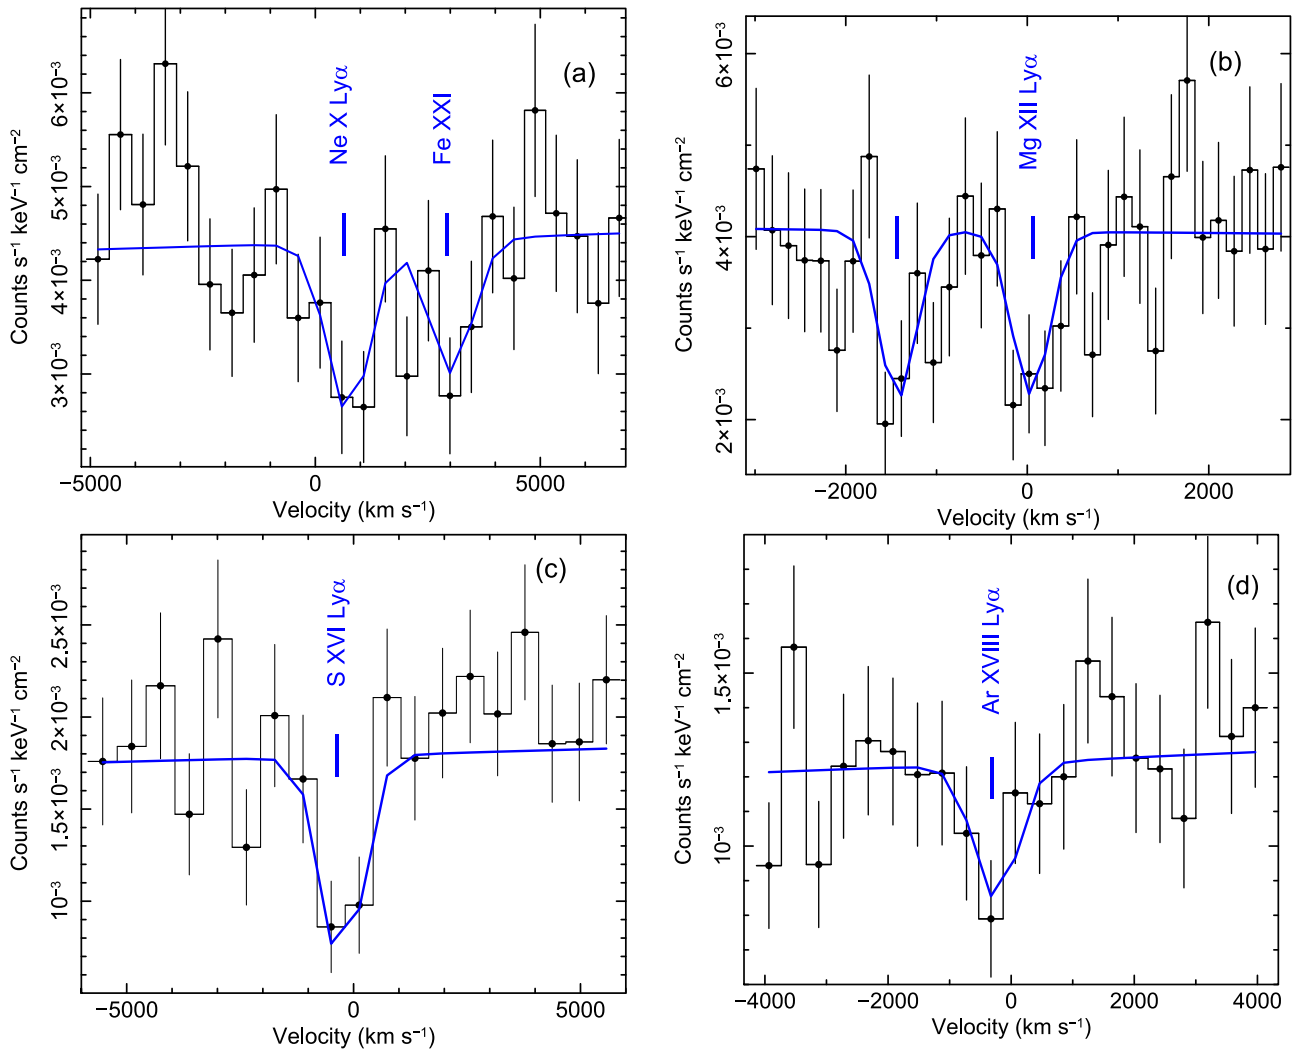 (a)
Ne X Lyα
Fe XXI
6×10⁻³
5×10⁻³
4×10⁻³
3×10⁻³
Counts s⁻¹ keV⁻¹ cm⁻²
−5000 0 5000
Velocity (km s⁻¹)
(b)
Mg XII Lyα
6×10⁻³
4×10⁻³
2×10⁻³
Counts s⁻¹ keV⁻¹ cm⁻²
−2000 0 2000
Velocity (km s⁻¹)
(c)
S XVI Lyα
2.5×10⁻³
2×10⁻³
1.5×10⁻³
10⁻³
Counts s⁻¹ keV⁻¹ cm⁻²
−5000 0 5000
Velocity (km s⁻¹)
(d)
Ar XVIII Lyα
1.5×10⁻³
10⁻³
Counts s⁻¹ keV⁻¹ cm⁻²
−4000 −2000 0 2000 4000
Velocity (km s⁻¹)